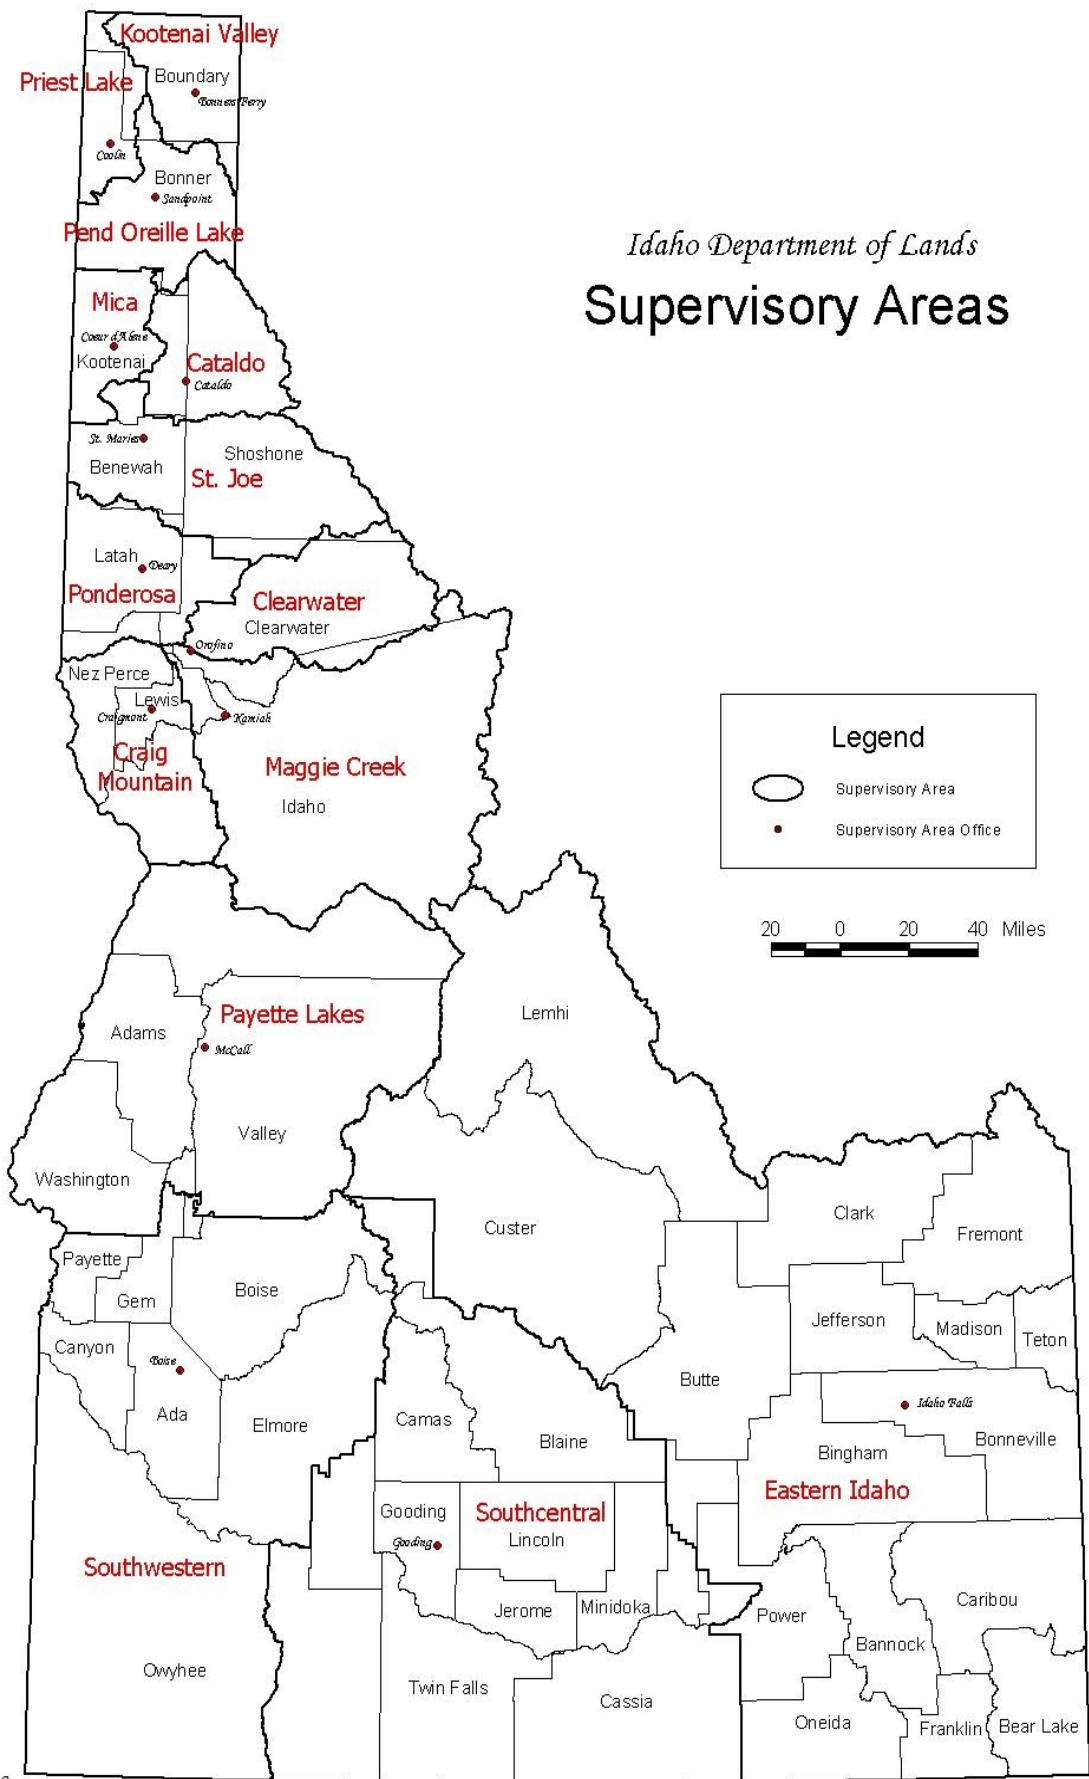 Kootenai Valley
Priest Lake
Boundary
Bonners Ferry
Coolin
Bonner
Sandpoint
Pend Oreille Lake
Idaho Department of Lands
Supervisory Areas
Mica
Coeur d'Alene
Kootenai
Cataldo
Cataldo
St. Maries
Benewah
Shoshone
St. Joe
Latah
Deary
Ponderosa
Clearwater
Clearwater
Orofino
Nez Perce
Lewis
Craigmont
Kamiah
Craig
Mountain
Maggie Creek
Idaho
Legend
Supervisory Area
Supervisory Area Office
20 0 20 40 Miles
Payette Lakes
Lemhi
Adams
McCall
Valley
Washington
Custer
Clark
Fremont
Payette
Gem
Boise
Jefferson
Madison
Teton
Canyon
Boise
Butte
Ada
Elmore
Camas
Blaine
Idaho Falls
Bonneville
Bingham
Eastern Idaho
Gooding
Southcentral
Lincoln
Gooding
Southwestern
Jerome
Minidoka
Power
Caribou
Bannock
Owyhee
Twin Falls
Cassia
Oneida
Franklin
Bear Lake